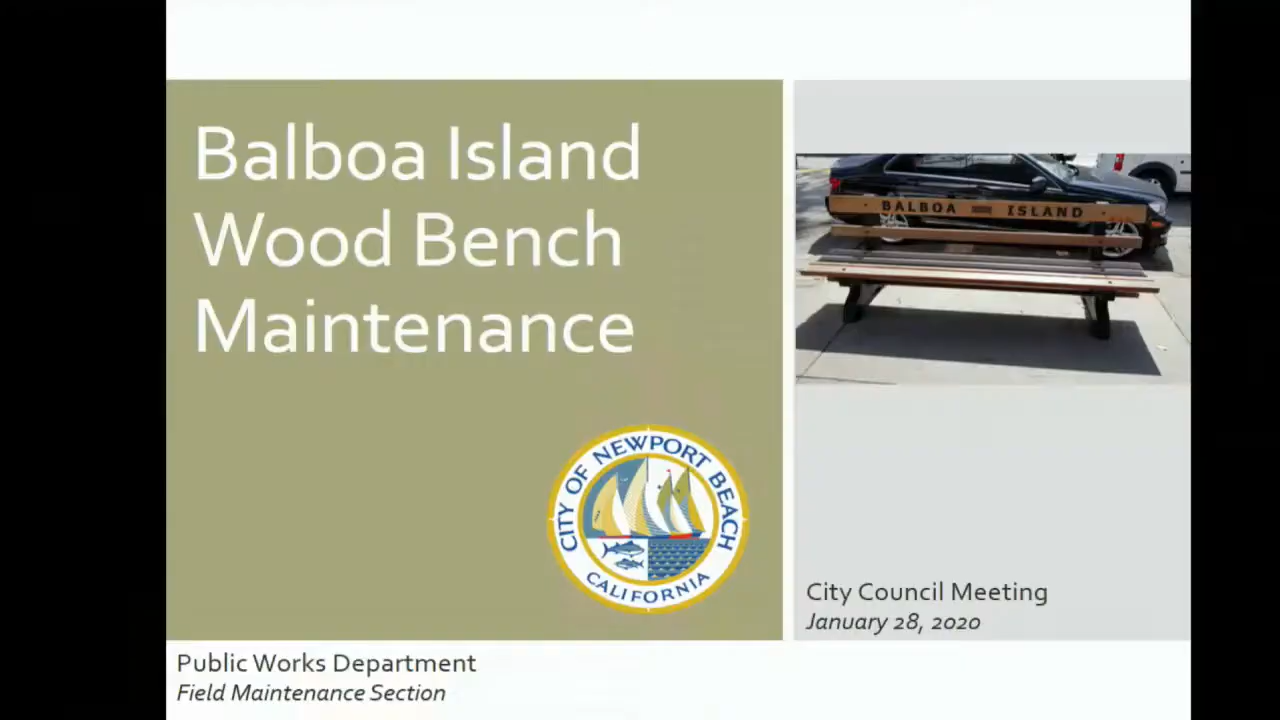 Balboa Island
Wood Bench
Maintenance
BALBOA ISLAND
CITY OF NEWPORT BEACH
CALIFORNIA
City Council Meeting
January 28, 2020
Public Works Department
Field Maintenance Section